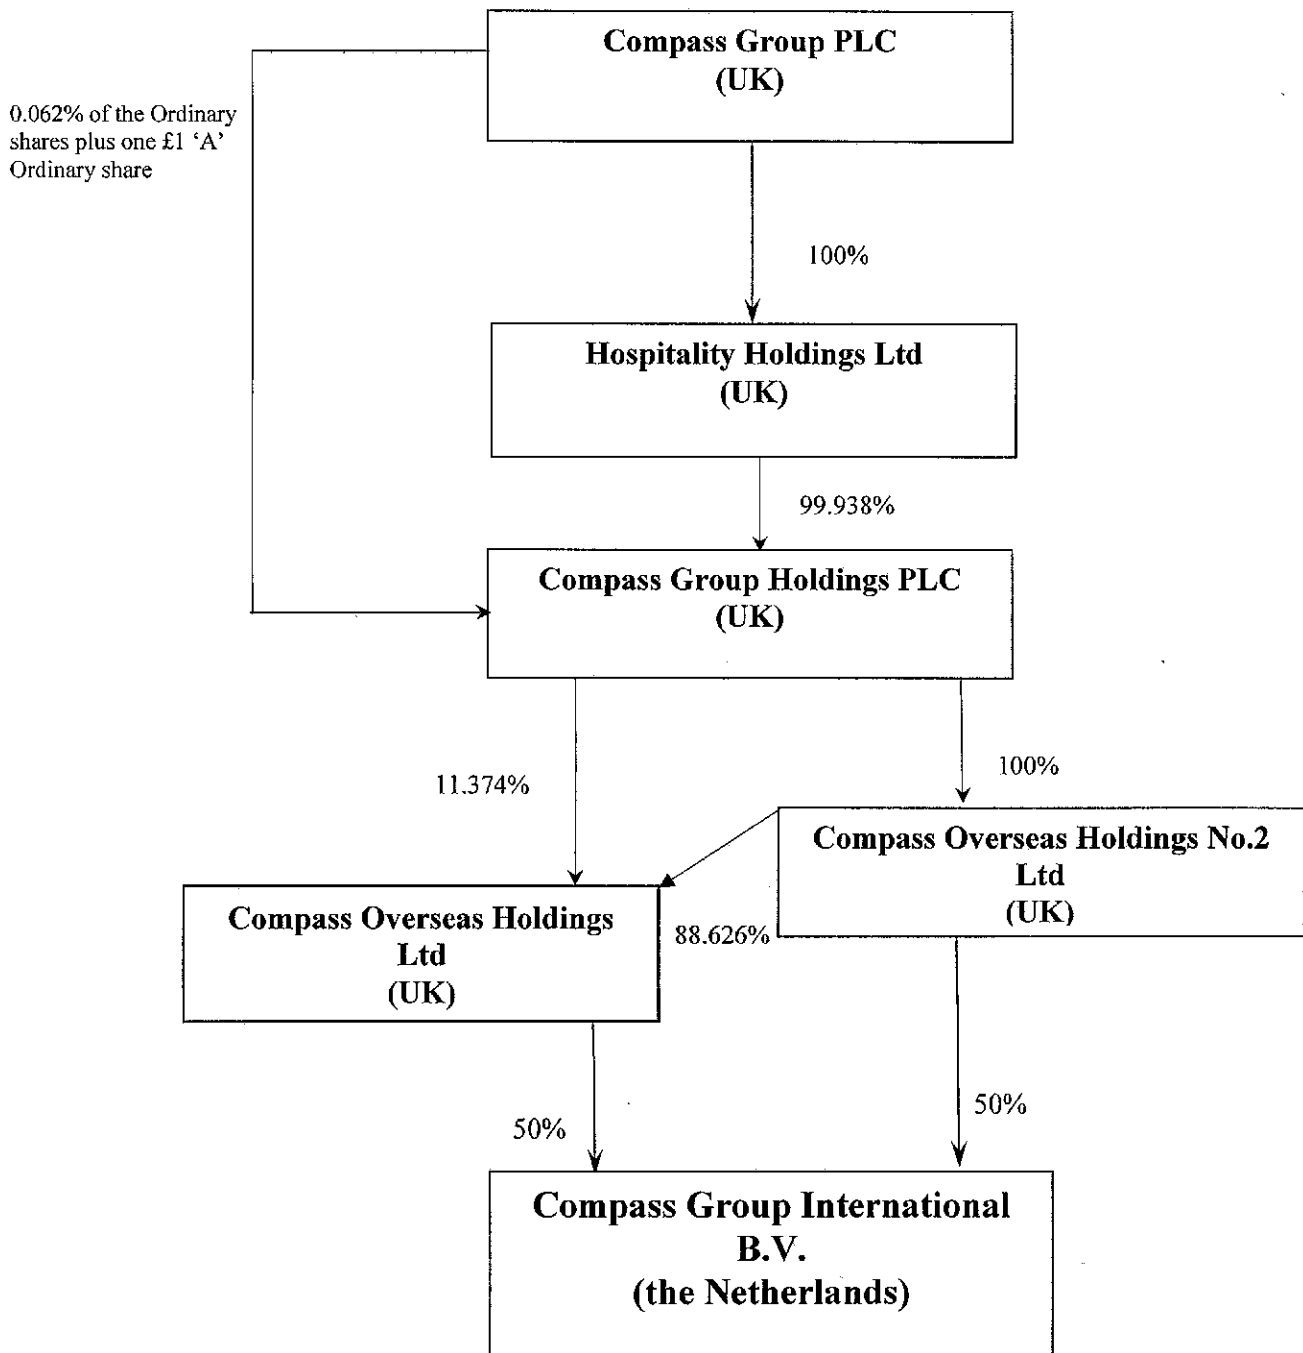 Compass Group PLC
(UK)
0.062% of the Ordinary
shares plus one £1 ‘A’
Ordinary share
100%
Hospitality Holdings Ltd
(UK)
99.938%
Compass Group Holdings PLC
(UK)
11.374%
100%
Compass Overseas Holdings No.2
Ltd
(UK)
Compass Overseas Holdings
Ltd
(UK)
88.626%
50%
50%
Compass Group International
B.V.
(the Netherlands)